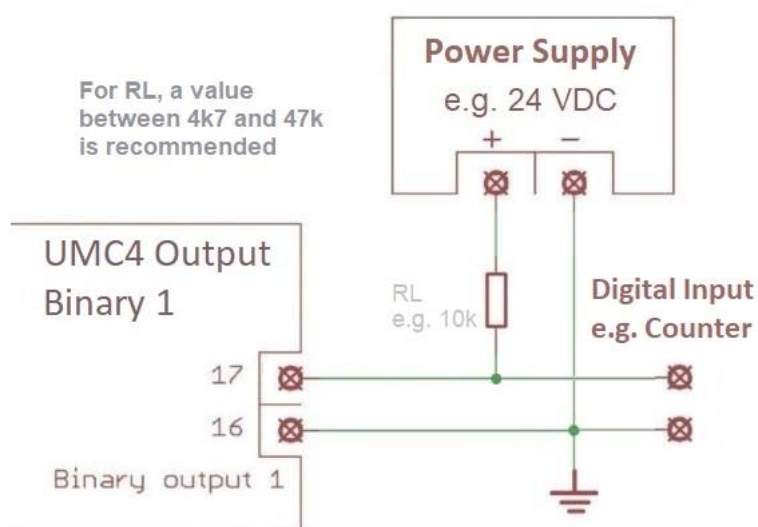 Power Supply
e.g. 24 VDC
+ −
For RL, a value
between 4k7 and 47k
is recommended
UMC4 Output
Binary 1
RL
e.g. 10k
Digital Input
e.g. Counter
17
16
Binary output 1